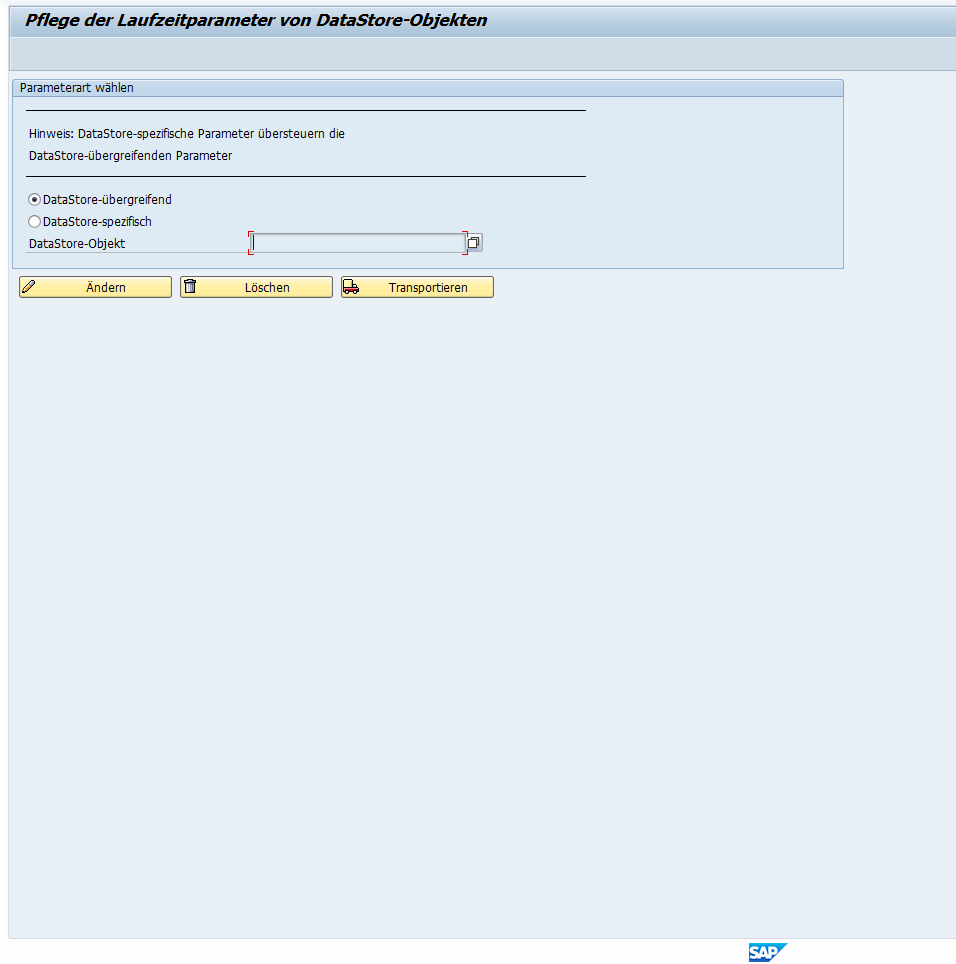 Pflege der Laufzeitparameter von DataStore-Objekten
Parameterart wählen
Hinweis: DataStore-spezifische Parameter übersteuern die
DataStore-übergreifenden Parameter
DataStore-übergreifend
DataStore-spezifisch
DataStore-Objekt
Ändern Löschen Transportieren
SAP